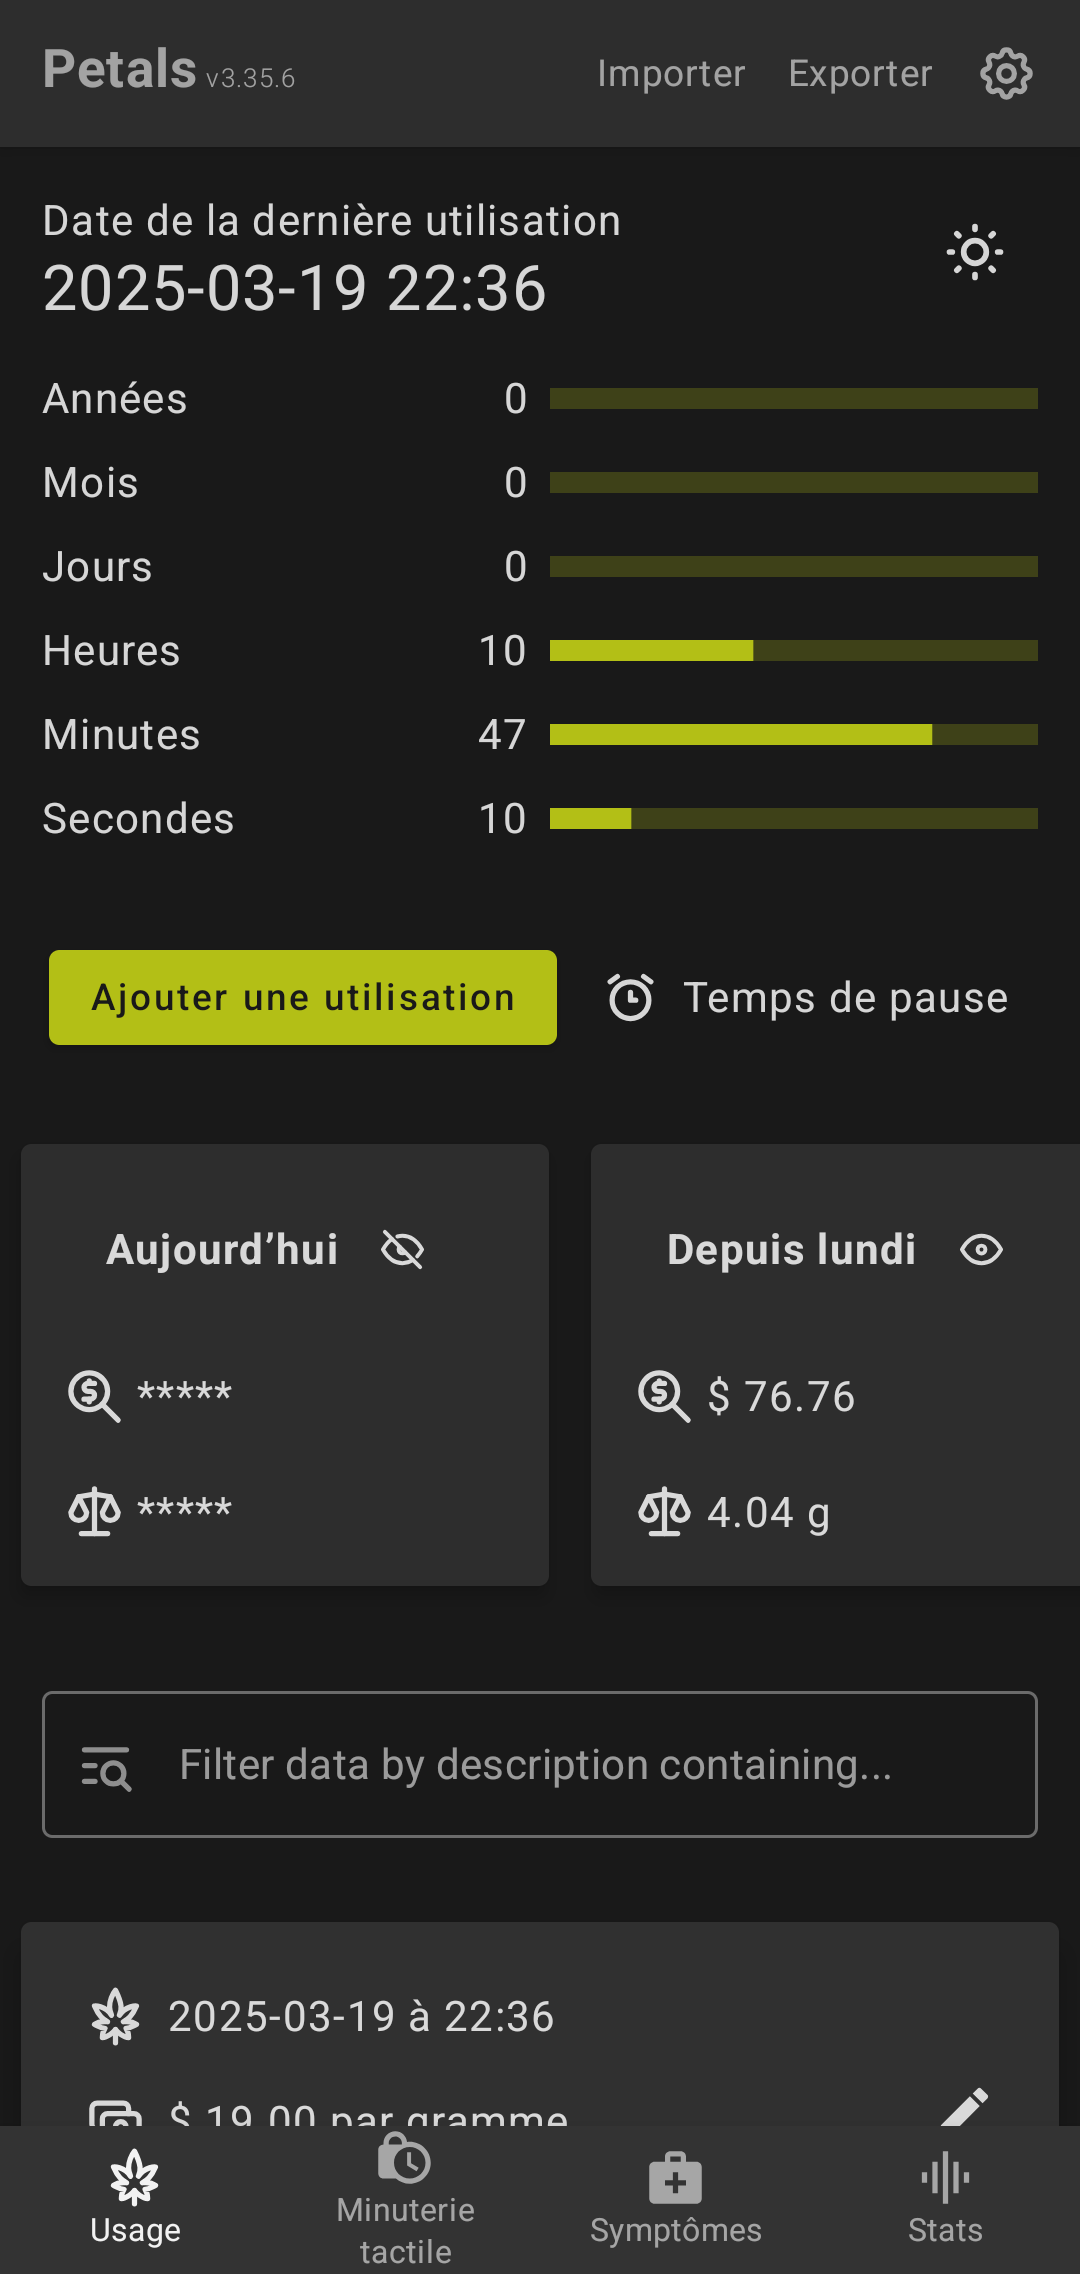 Petals v3.35.6 Importer Exporter
Date de la dernière utilisation
2025-03-19 22:36
Années 0
Mois 0
Jours 0
Heures 10
Minutes 47
Secondes 10
Ajouter une utilisation Temps de pause
Aujourd’hui Depuis lundi
***** $ 76.76
***** 4.04 g
Filter data by description containing...
2025-03-19 à 22:36
$ 19.00 par gramme
Usage
Minuterie
tactile
Symptômes
Stats